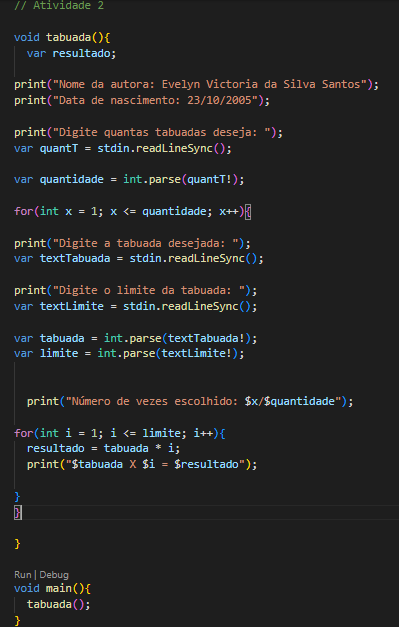 // Atividade 2
void tabuada(){
var resultado;
print("Nome da autora: Evelyn Victoria da Silva Santos");
print("Data de nascimento: 23/10/2005");
print("Digite quantas tabuadas deseja: ");
var quantT = stdin.readLineSync();
var quantidade = int.parse(quantT!);
for(int x = 1; x <= quantidade; x++){
print("Digite a tabuada desejada: ");
var textTabuada = stdin.readLineSync();
print("Digite o limite da tabuada: ");
var textLimite = stdin.readLineSync();
var tabuada = int.parse(textTabuada!);
var limite = int.parse(textLimite!);
print("Número de vezes escolhido: $x/$quantidade");
for(int i = 1; i <= limite; i++){
resultado = tabuada * i;
print("$tabuada X $i = $resultado");
}
}
}
Run | Debug
void main(){
tabuada();
}